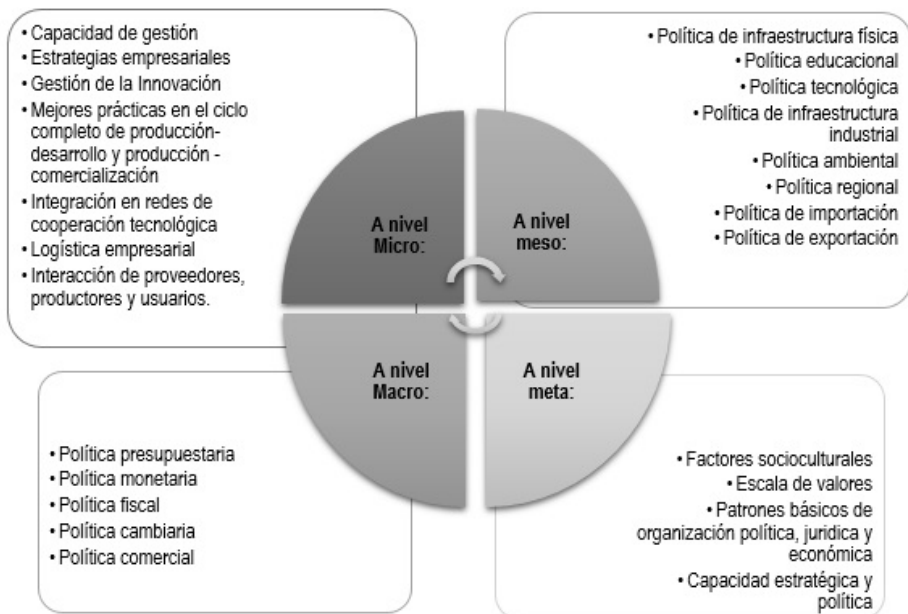 • Capacidad de gestión
• Estrategias empresariales
• Gestión de la Innovación
• Mejores prácticas en el ciclo
completo de producción-
desarrollo y producción -
comercialización
• Integración en redes de
cooperación tecnológica
• Logística empresarial
• Interacción de proveedores,
productores y usuarios.
• Política de infraestructura física
• Política educacional
• Política tecnológica
• Política de infraestructura
industrial
• Política ambiental
• Política regional
• Política de importación
• Política de exportación
A nivel
Micro:
A nivel
meso:
A nivel
Macro:
A nivel
meta:
• Política presupuestaria
• Política monetaria
• Política fiscal
• Política cambiaria
• Política comercial
• Factores socioculturales
• Escala de valores
• Patrones básicos de
organización política, juridica y
económica
• Capacidad estratégica y
política